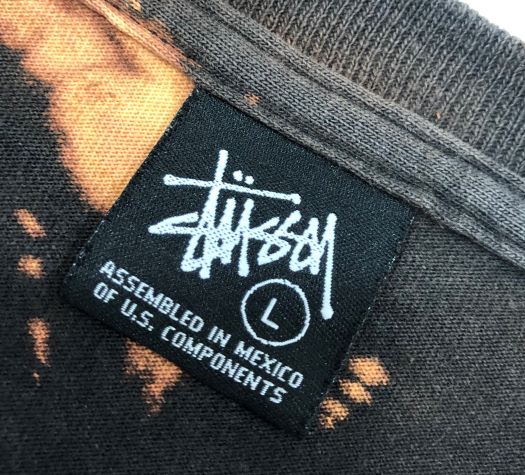 Stüssy
L
ASSEMBLED IN MEXICO
OF U.S. COMPONENTS